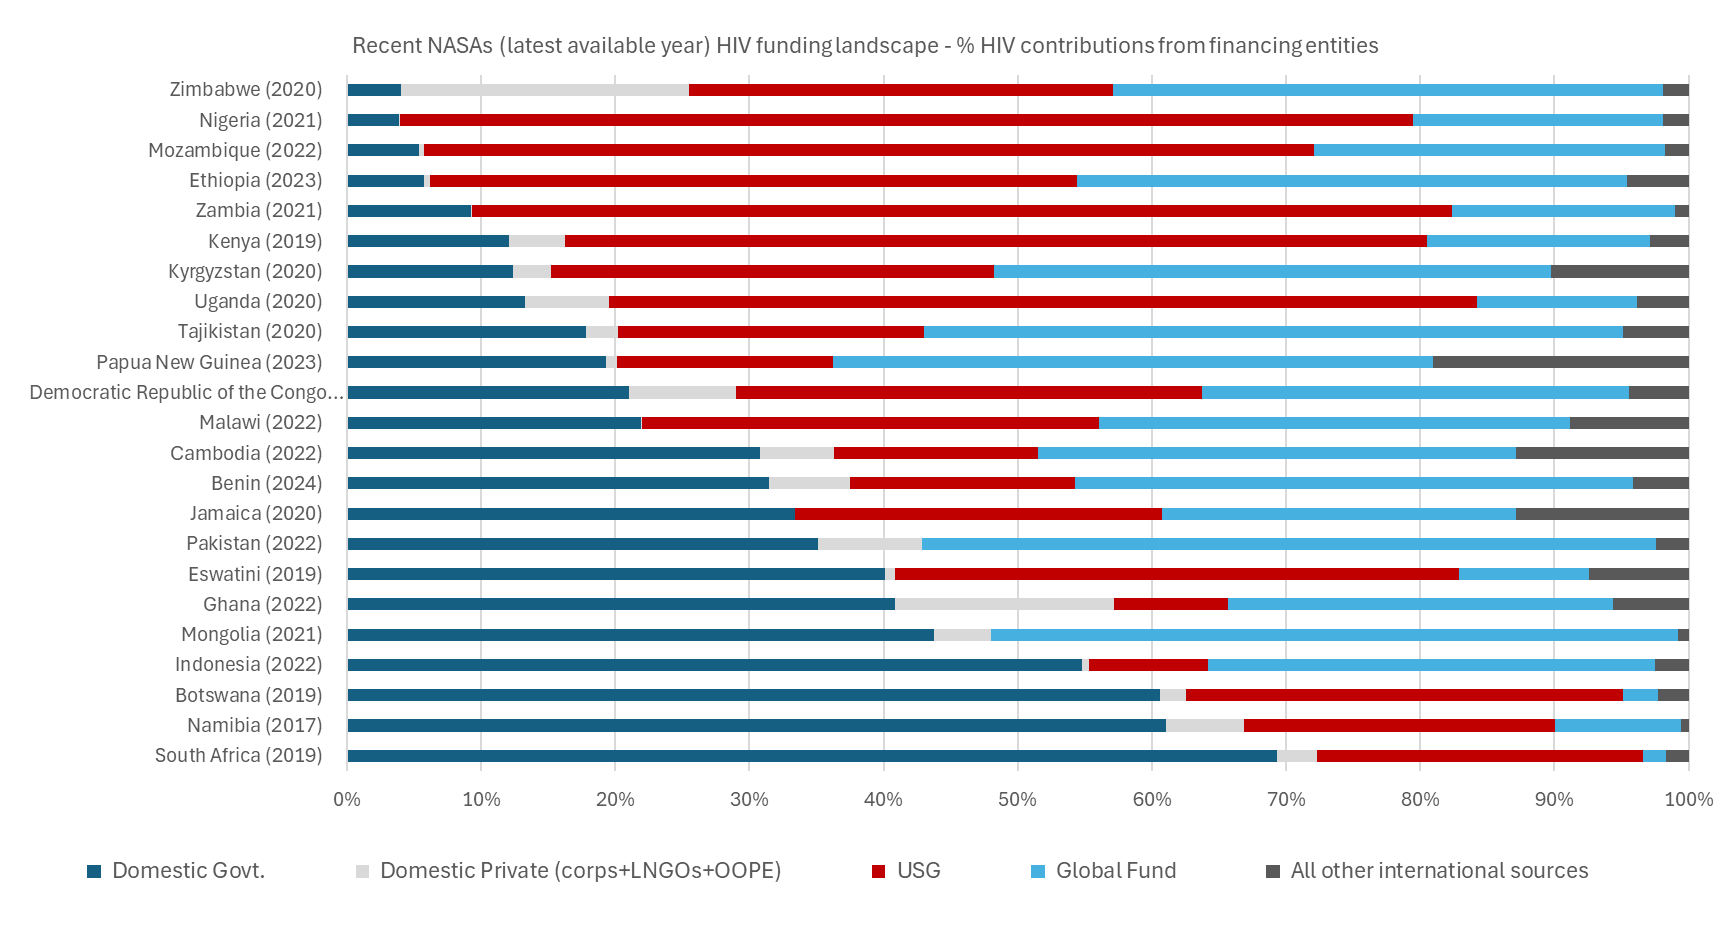 Recent NASAs (latest available year) HIV funding landscape - % HIV contributions from financing entities
Zimbabwe (2020)
Nigeria (2021)
Mozambique (2022)
Ethiopia (2023)
Zambia (2021)
Kenya (2019)
Kyrgyzstan (2020)
Uganda (2020)
Tajikistan (2020)
Papua New Guinea (2023)
Democratic Republic of the Congo...
Malawi (2022)
Cambodia (2022)
Benin (2024)
Jamaica (2020)
Pakistan (2022)
Eswatini (2019)
Ghana (2022)
Mongolia (2021)
Indonesia (2022)
Botswana (2019)
Namibia (2017)
South Africa (2019)
0% 10% 20% 30% 40% 50% 60% 70% 80% 90% 100%
Domestic Govt. Domestic Private (corps+LNGOs+OOPE) USG Global Fund All other international sources